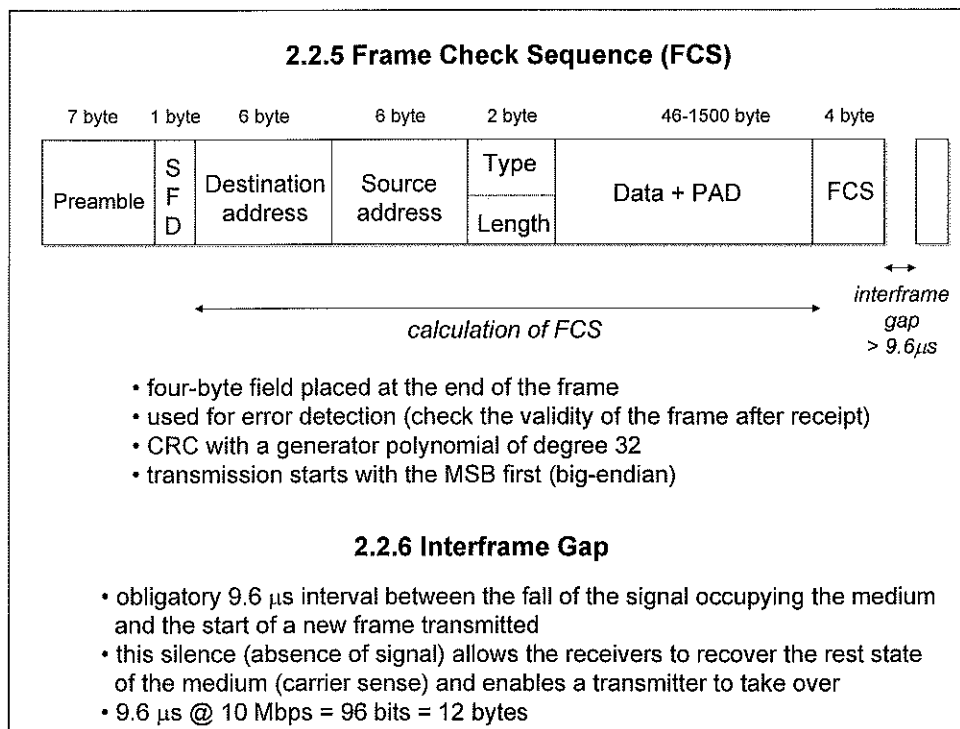 2.2.5 Frame Check Sequence (FCS)
7 byte 1 byte 6 byte 6 byte 2 byte 46-1500 byte 4 byte
Preamble
S
F
D
Destination
address
Source
address
Type
Length
Data + PAD
FCS
calculation of FCS
interframe
gap
> 9.6μs
• four-byte field placed at the end of the frame
• used for error detection (check the validity of the frame after receipt)
• CRC with a generator polynomial of degree 32
• transmission starts with the MSB first (big-endian)
2.2.6 Interframe Gap
• obligatory 9.6 μs interval between the fall of the signal occupying the medium
and the start of a new frame transmitted
• this silence (absence of signal) allows the receivers to recover the rest state
of the medium (carrier sense) and enables a transmitter to take over
• 9.6 μs @ 10 Mbps = 96 bits = 12 bytes